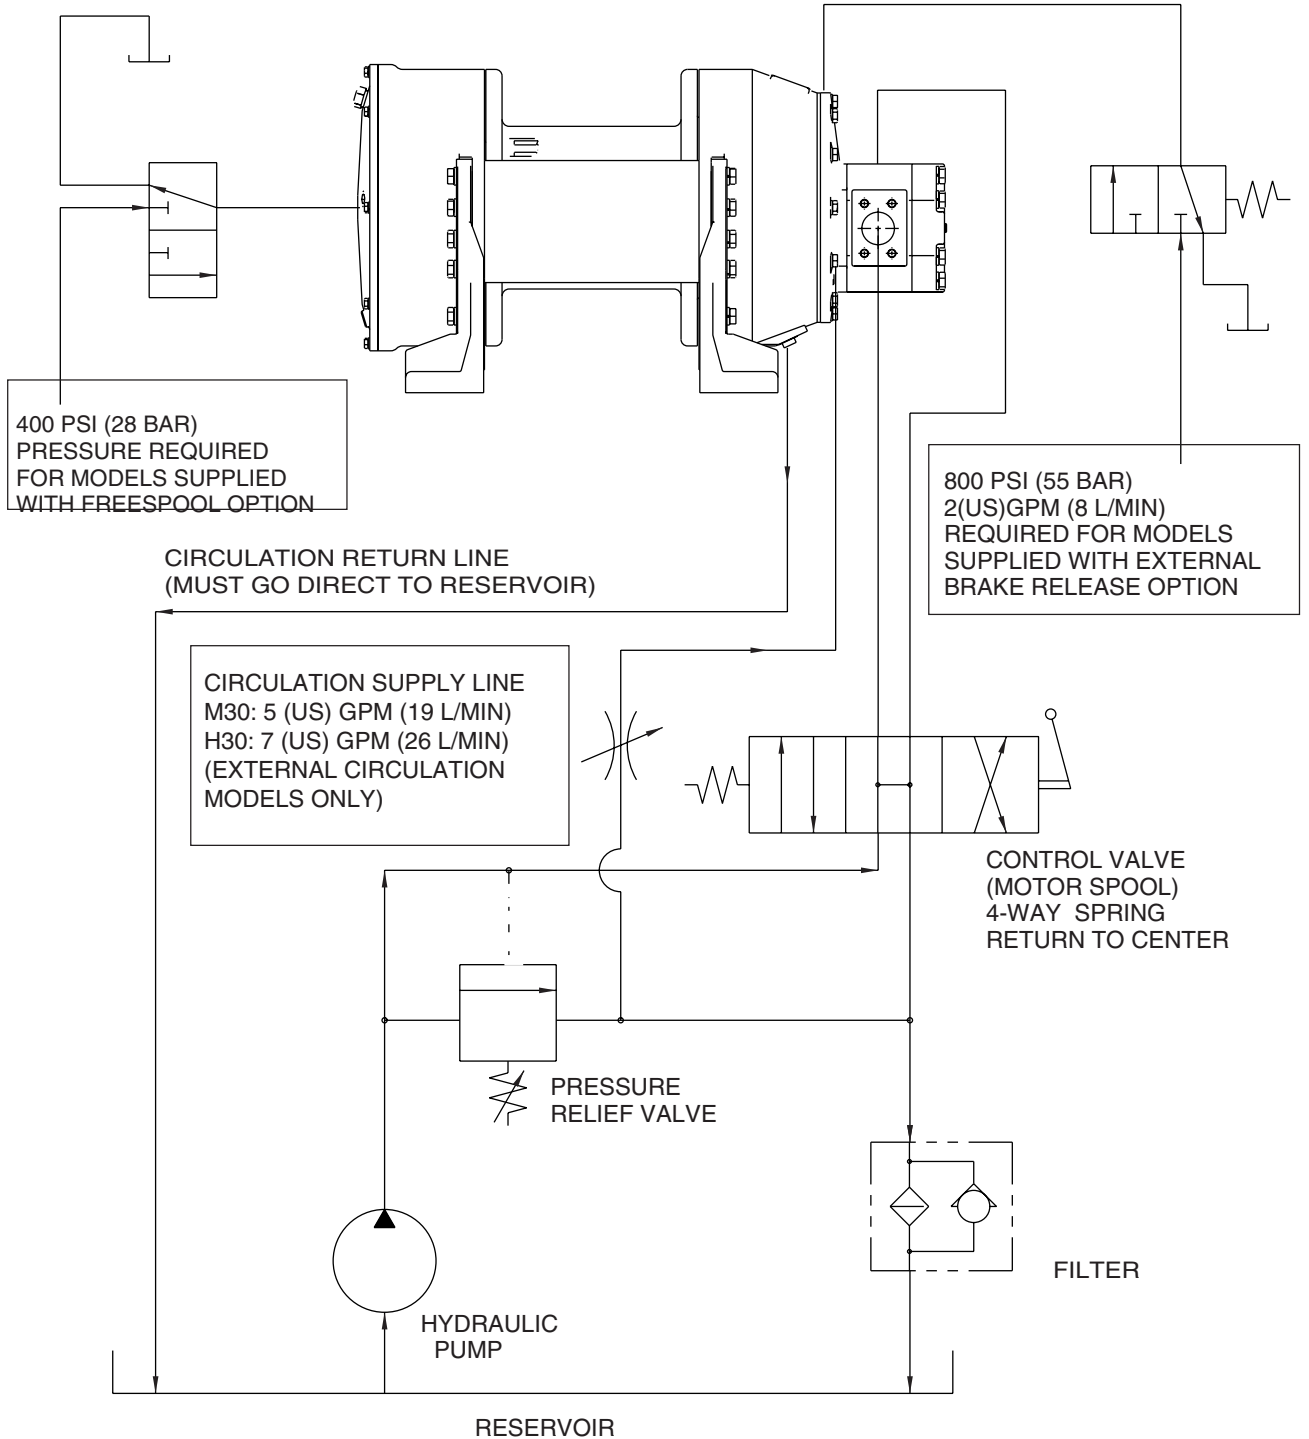 400 PSI (28 BAR)
PRESSURE REQUIRED
FOR MODELS SUPPLIED
WITH FREESPOOL OPTION
800 PSI (55 BAR)
2(US)GPM (8 L/MIN)
REQUIRED FOR MODELS
SUPPLIED WITH EXTERNAL
BRAKE RELEASE OPTION
CIRCULATION RETURN LINE
(MUST GO DIRECT TO RESERVOIR)
CIRCULATION SUPPLY LINE
M30: 5 (US) GPM (19 L/MIN)
H30: 7 (US) GPM (26 L/MIN)
(EXTERNAL CIRCULATION
MODELS ONLY)
CONTROL VALVE
(MOTOR SPOOL)
4-WAY SPRING
RETURN TO CENTER
PRESSURE
RELIEF VALVE
FILTER
HYDRAULIC
PUMP
RESERVOIR